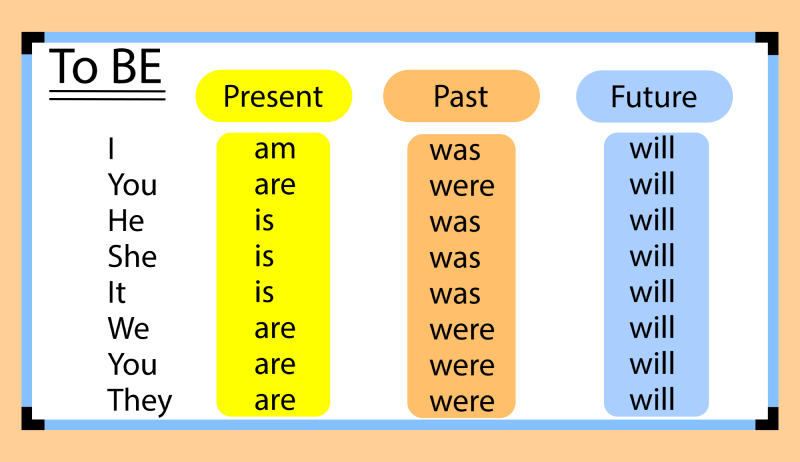 To BE
Present Past Future
I am was will
You are were will
He is was will
She is was will
It is was will
We are were will
You are were will
They are were will